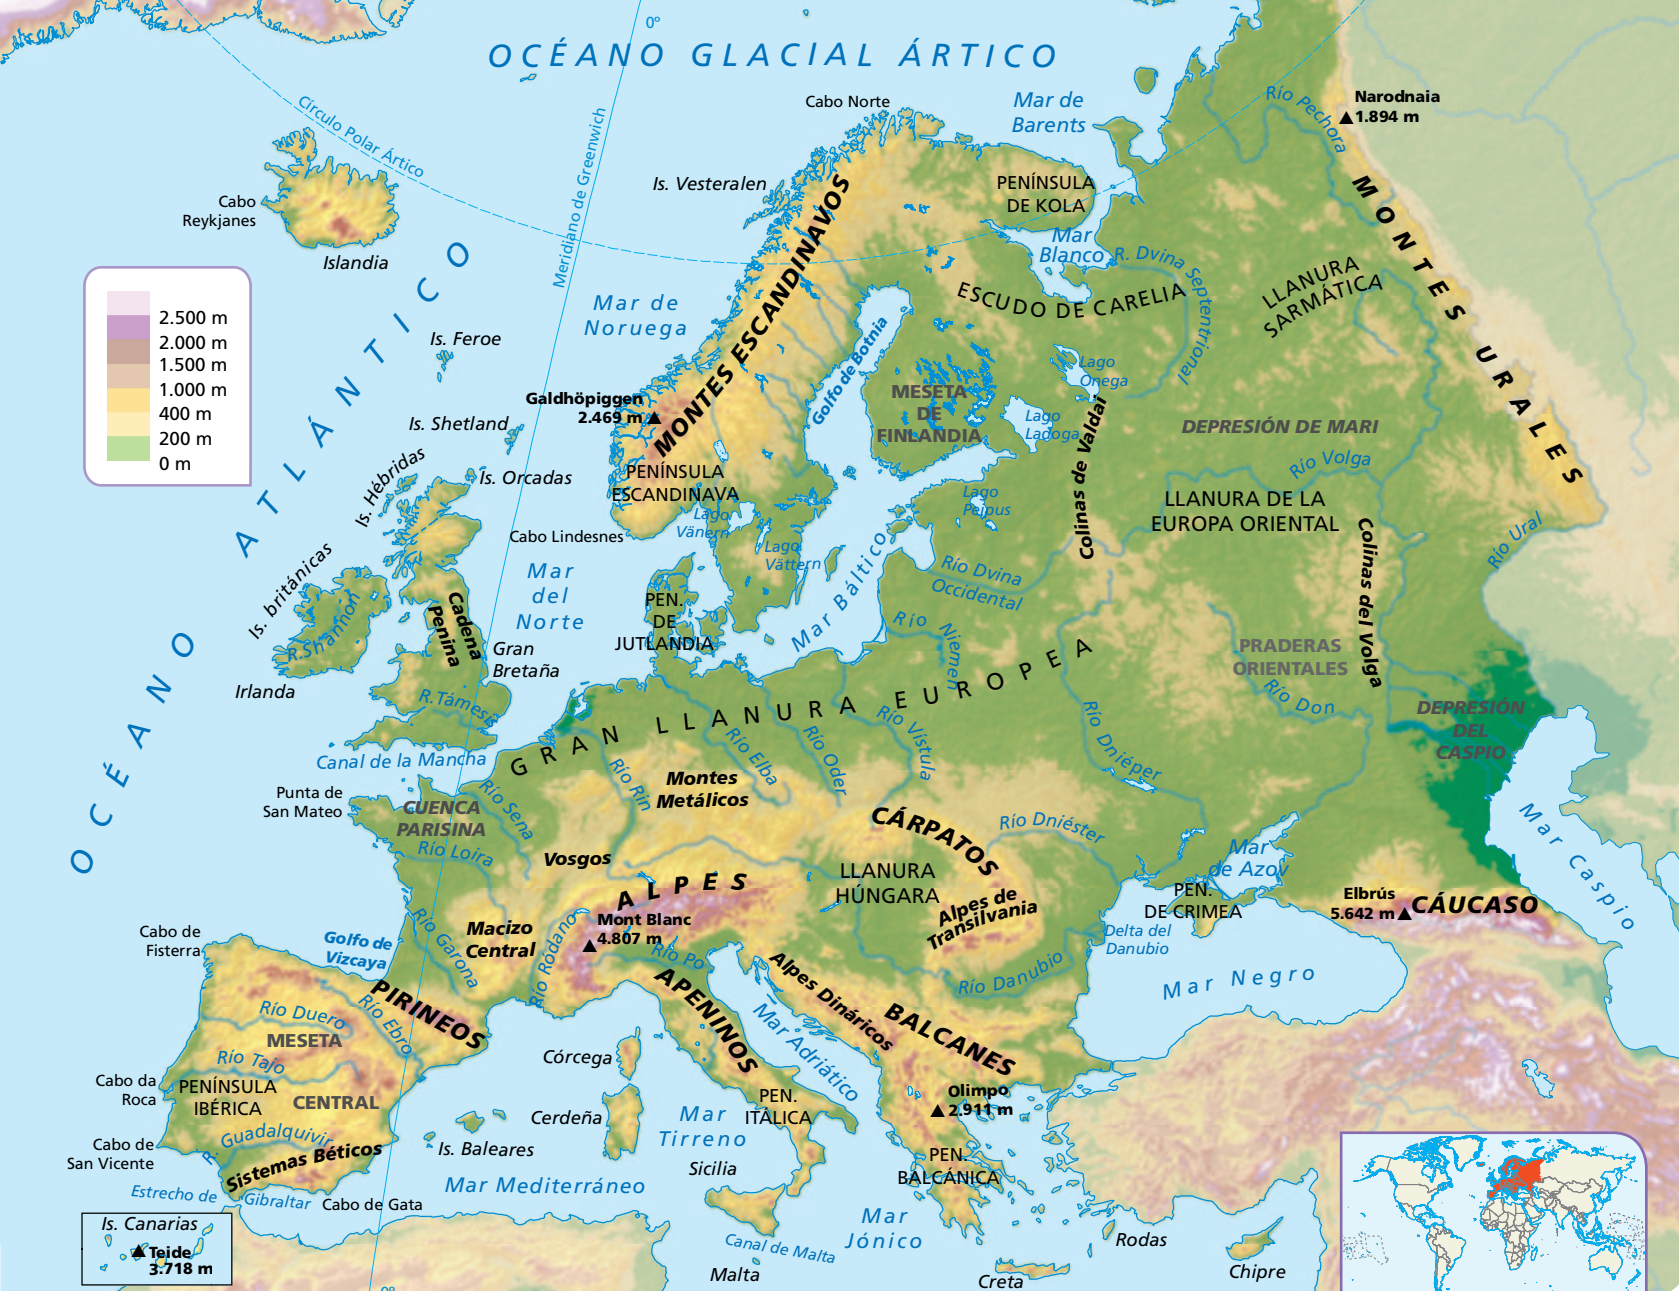 0º
OCÉANO GLACIAL ÁRTICO
Círculo Polar Ártico
Meridiano de Greenwich
Cabo Norte
Mar de
Barents
Río Pechora
Narodnaia
1.894 m
Is. Vesteralen
PENÍNSULA
DE KOLA
Cabo
Reykjanes
Islandia
MONTES URALES
Mar
Blanco
R. Dvina Septentrional
LLANURA
SARMÁTICA
ESCUDO DE CARELIA
MONTES ESCANDINAVOS
Mar de
Noruega
2.500 m
2.000 m
1.500 m
1.000 m
400 m
200 m
0 m
OCÉANO ATLÁNTICO
Is. Feroe
Golfo de Botnia
Lago
Onega
Galdhöpiggen
2.469 m
MESETA
DE
FINLANDIA
Lago
Ladoga
Colinas de Valdai
DEPRESIÓN DE MARI
Is. Shetland
Is. Hébridas
Is. Orcadas
PENÍNSULA
ESCANDINAVA
Río Volga
LLANURA DE LA
EUROPA ORIENTAL
Lago
Peipus
Lago
Vänern
Cabo Lindesnes
Lago
Vättern
Río Ural
Colinas del Volga
Is. británicas
Mar
del
Norte
Mar Báltico
Río Dvina
Occidental
PEN.
DE
JUTLANDIA
R.Shannon
Cadena
Penina
Río Niemen
Gran
Bretaña
Irlanda
PRADERAS
ORIENTALES
R.Támesis
Río Don
GRAN LLANURA EUROPEA
DEPRESIÓN
DEL
CASPIO
Canal de la Mancha
Río Rin
Río Elba
Río Oder
Río Vístula
Río Dniéper
Montes
Metálicos
Punta de
San Mateo
CUENCA
PARISINA
Río Sena
Río Loira
Vosgos
CÁRPATOS
Río Dniéster
Mar Caspio
Mar
de Azov
LLANURA
HÚNGARA
ALPES
Alpes de
Transilvania
PEN.
DE CRIMEA
Elbrús
5.642 m
CÁUCASO
Mont Blanc
4.807 m
Macizo
Central
Río Garona
Río Ródano
Río Po
Delta del
Danubio
Cabo de
Fisterra
Golfo de
Vizcaya
Río Danubio
Mar Negro
PIRINEOS
APENINOS
Alpes Dináricos
BALCANES
Río Duero
Río Ebro
MESETA
CENTRAL
Río Tajo
Mar Adriático
Córcega
Cabo da
Roca
PENÍNSULA
IBÉRICA
Cerdeña
PEN.
ITÁLICA
Olimpo
2.911 m
Mar
Tirreno
R. Guadalquivir
Cabo de
San Vicente
Sistemas Béticos
Is. Baleares
Sicilia
PEN.
BALCÁNICA
Mar Mediterráneo
Estrecho de Gibraltar
Cabo de Gata
Mar
Jónico
Is. Canarias
Teide
3.718 m
Canal de Malta
Malta
Creta
Rodas
Chipre